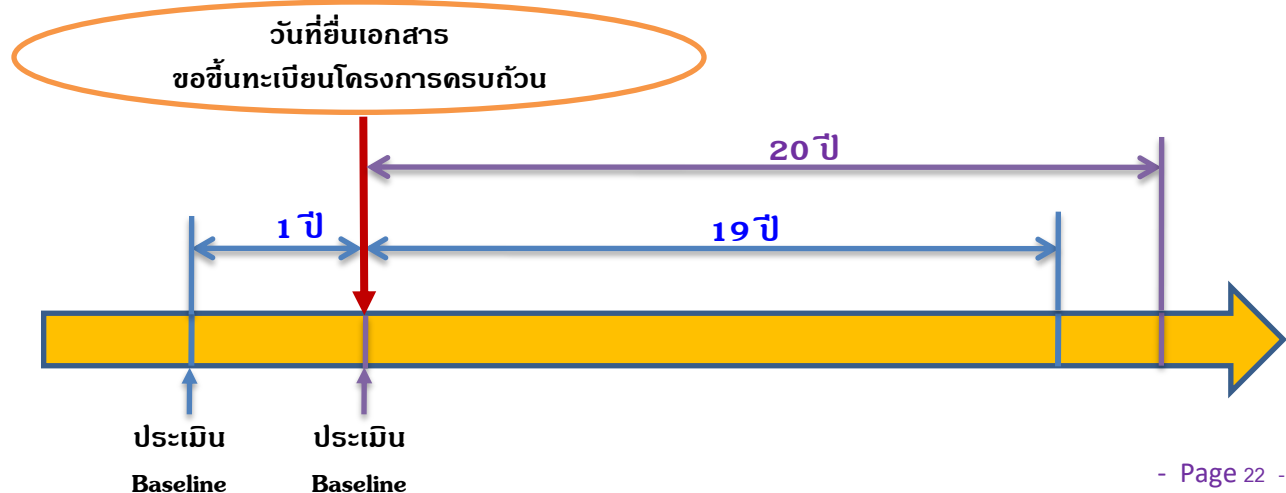 วันที่ยื่นเอกสาร
ขอขึ้นทะเบียนโครงการครบถ้วน
20 ปี
1 ปี
19 ปี
ประเมิน
Baseline
ประเมิน
Baseline
- Page 22 -